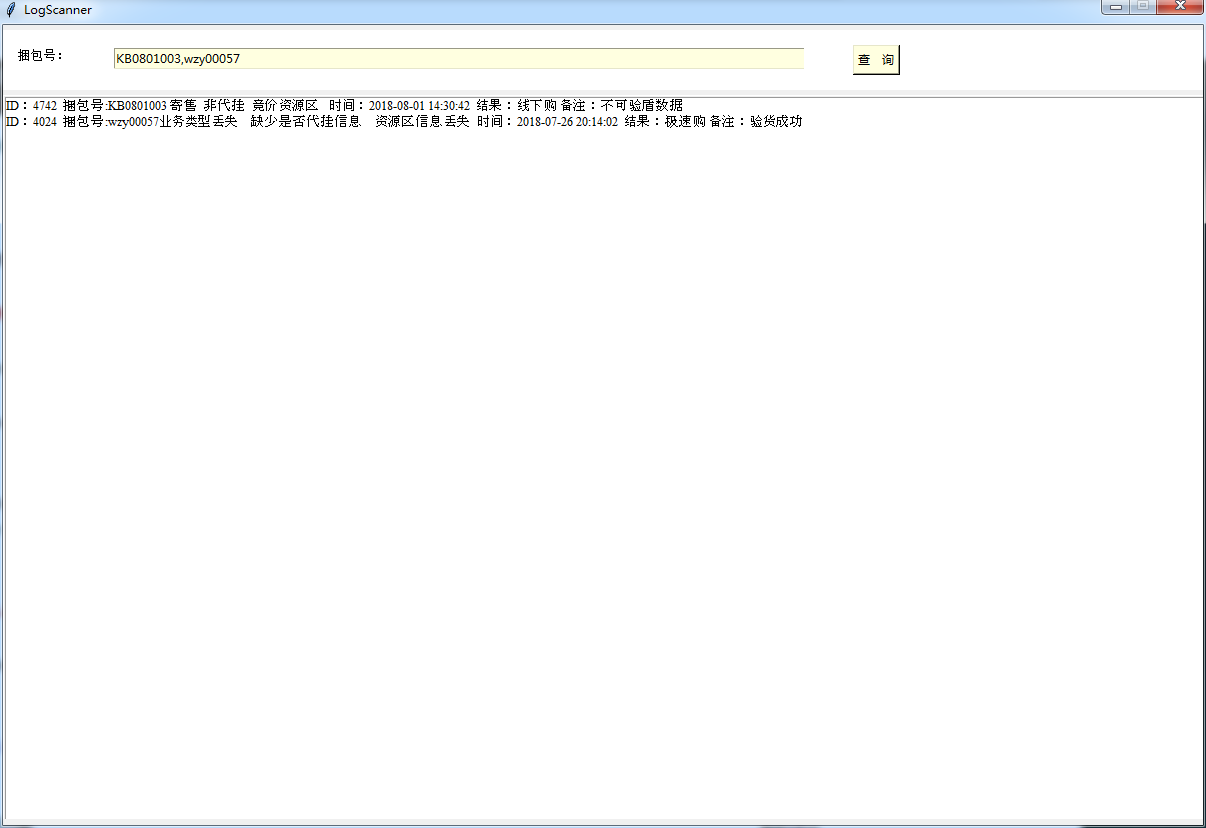 LogScanner
捆包号：
KB0801003,wzy00057
查 询
ID：4742 捆包号:KB0801003 寄售 非代挂 竞价资源区 时间：2018-08-01 14:30:42 结果：线下购 备注：不可验盾数据
ID：4024 捆包号:wzy00057业务类型丢失 缺少是否代挂信息 资源区信息丢失 时间：2018-07-26 20:14:02 结果：极速购 备注：验货成功